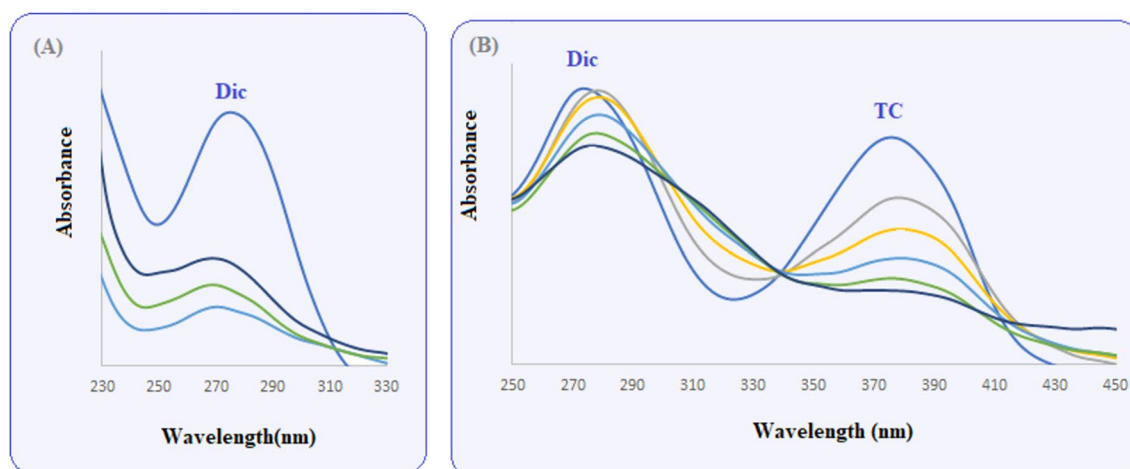 (A)
Dic
Absorbance
230 250 270 290 310 330
Wavelength(nm)
(B)
Dic
TC
Absorbance
250 270 290 310 330 350 370 390 410 430 450
Wavelength (nm)